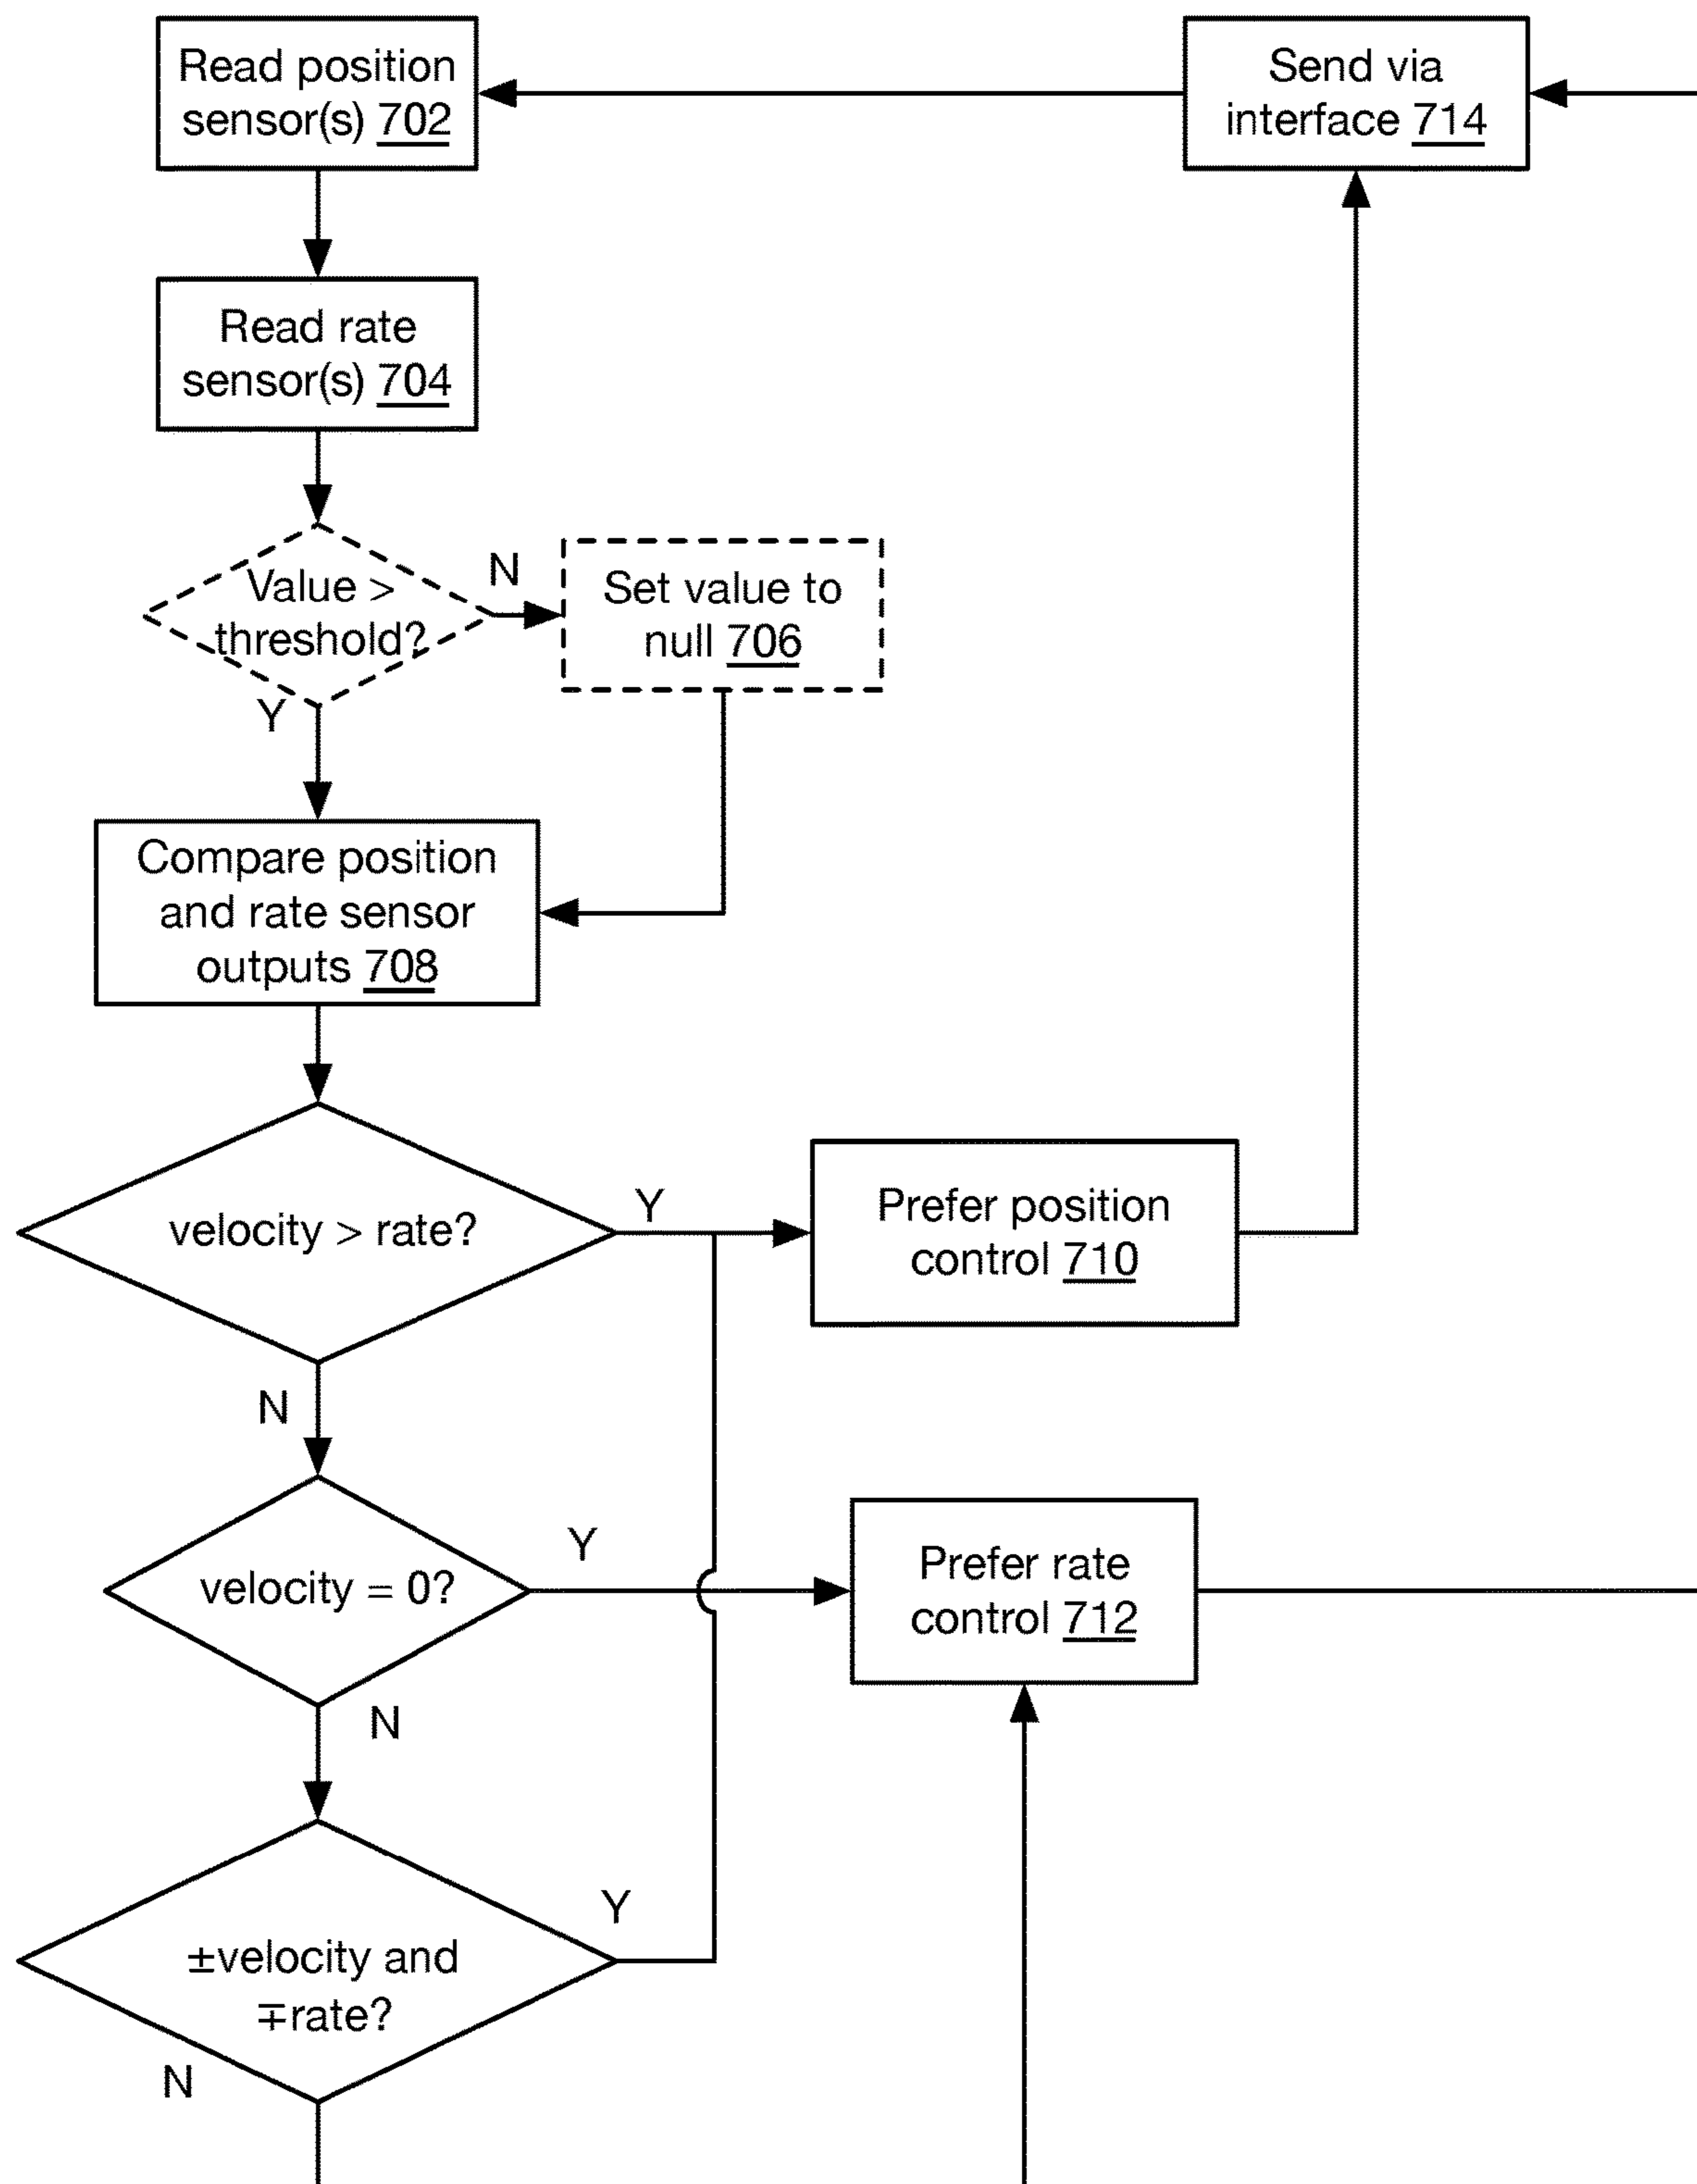 Read position
sensor(s) 702
Send via
interface 714
Read rate
sensor(s) 704
Value >
threshold?
N
Set value to
null 706
Y
Compare position
and rate sensor
outputs 708
velocity > rate?
Y
Prefer position
control 710
N
velocity = 0?
Y
Prefer rate
control 712
N
±velocity and
∓rate?
Y
N